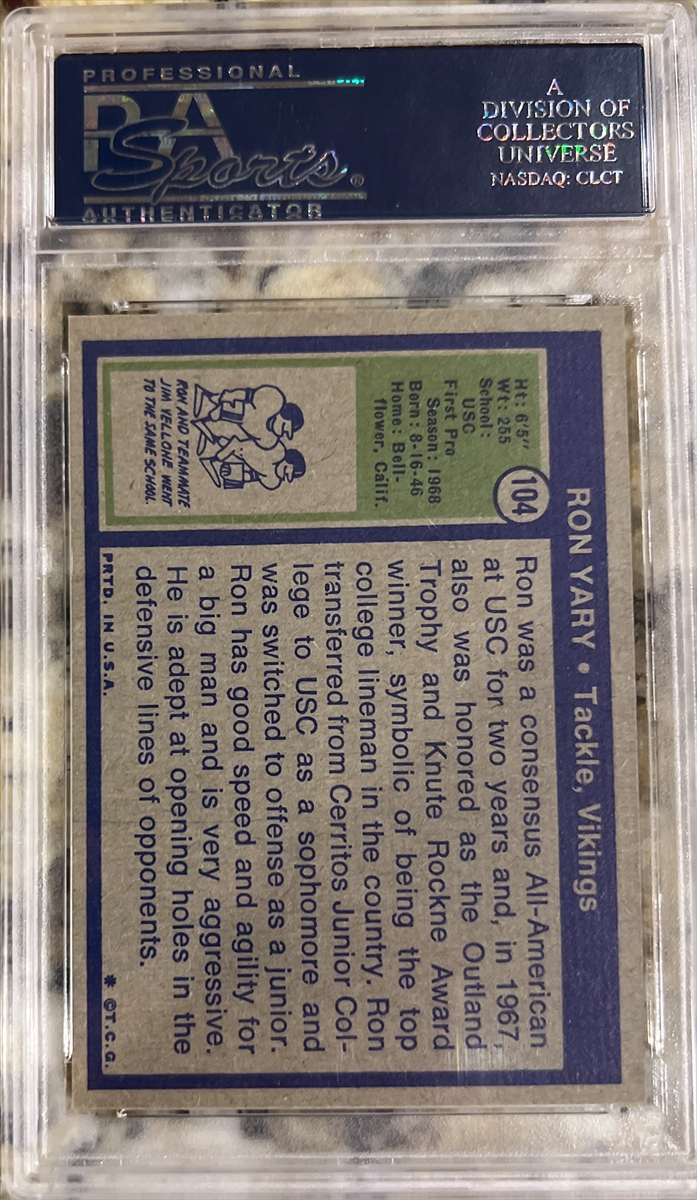 PROFESSIONAL
PSA
Sports®
AUTHENTICATOR
A
DIVISION OF
COLLECTORS
UNIVERSE
NASDAQ: CLCT
RON YARY • Tackle, Vikings
104
Ht: 6'5"
Wt: 255
School:
USC
First Pro
Season: 1968
Born: 8-16-46
Home: Bell-
flower, Calif.
RON AND TEAMMATE
JIM VELLONE WENT
TO THE SAME SCHOOL.
Ron was a consensus All-American
at USC for two years and, in 1967,
also was honored as the Outland
Trophy and Knute Rockne Award
winner, symbolic of being the top
college lineman in the country. Ron
transferred from Cerritos Junior Col-
lege to USC as a sophomore and
was switched to offense as a junior.
Ron has good speed and agility for
a big man and is very aggressive.
He is adept at opening holes in the
defensive lines of opponents.
PRTD. IN U.S.A.
* ©T.C.G.